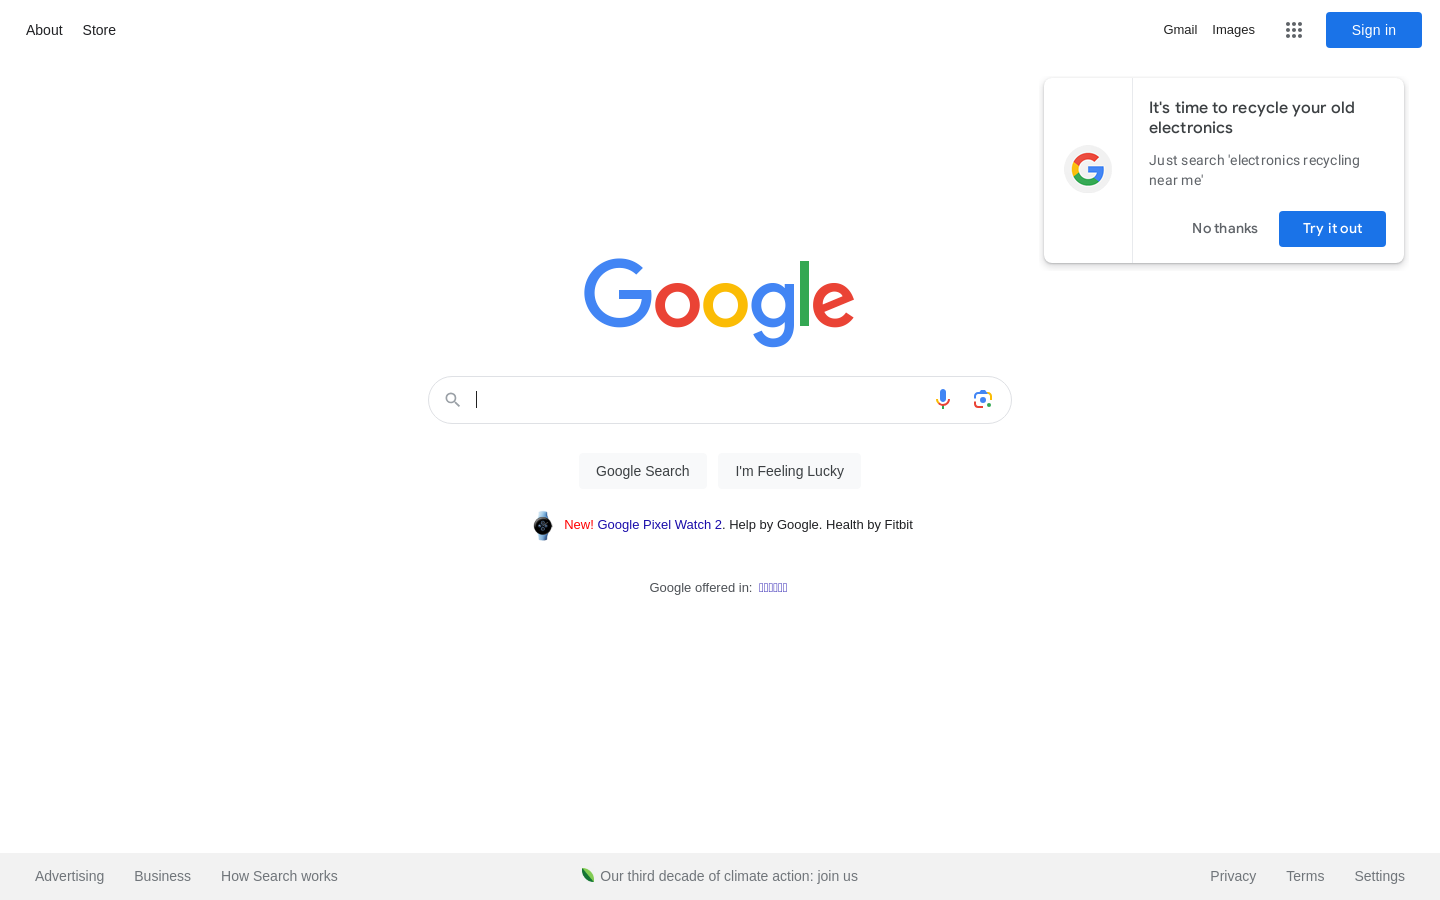 About
Store
Gmail
Images
Sign in
It's time to recycle your old
electronics
Just search 'electronics recycling
near me'
No thanks
Try it out
Google
Google Search
I'm Feeling Lucky
New! Google Pixel Watch 2. Help by Google. Health by Fitbit
Google offered in:
Advertising
Business
How Search works
Our third decade of climate action: join us
Privacy
Terms
Settings